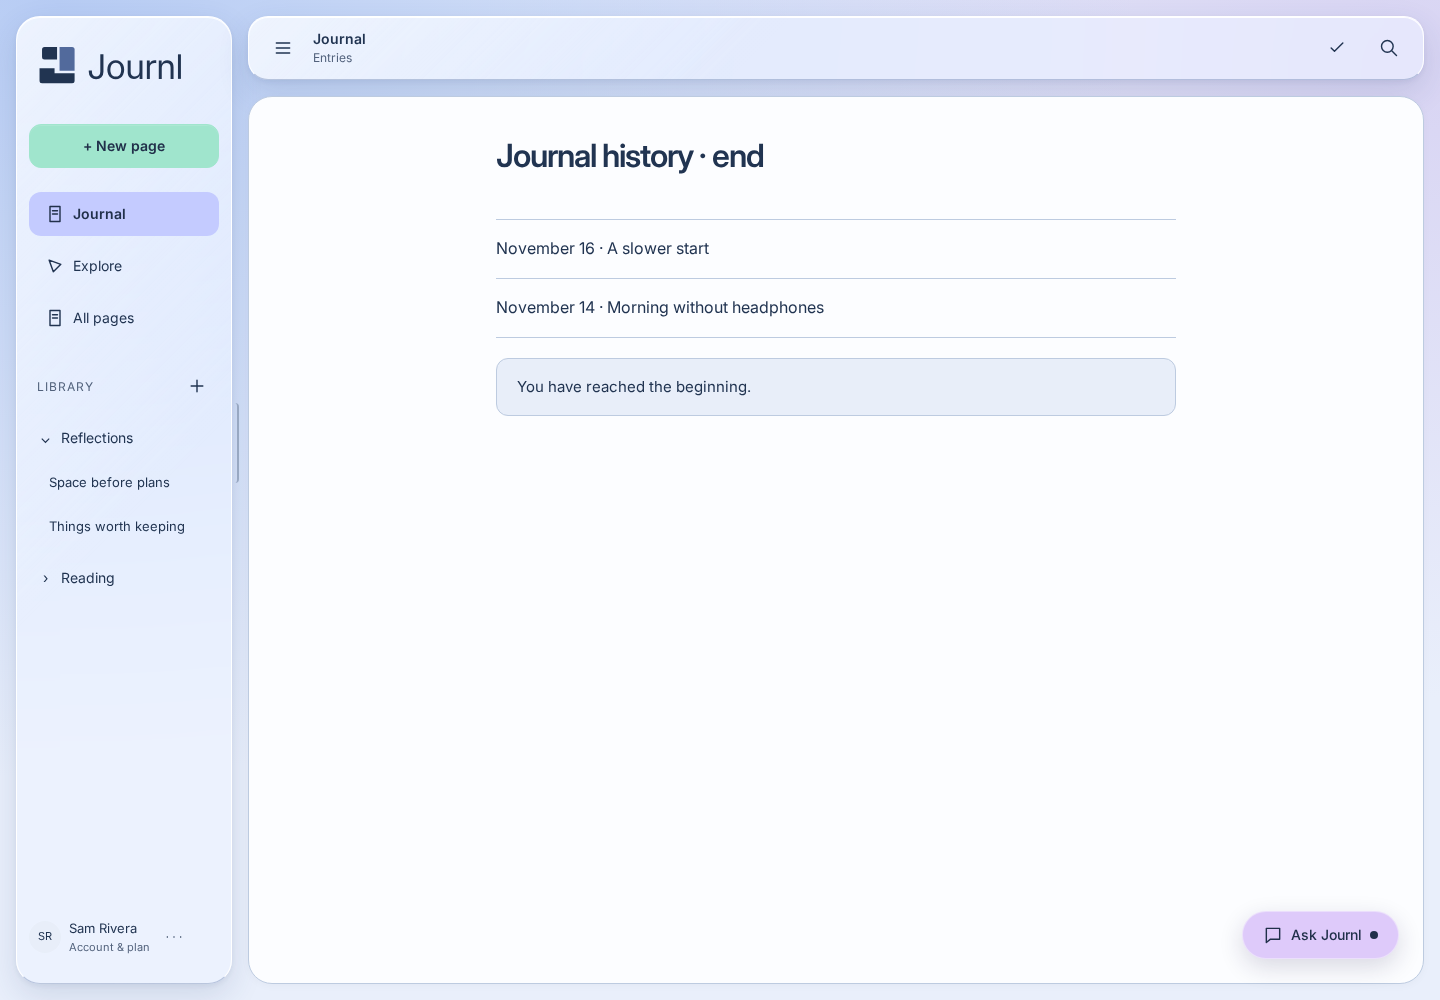 Journl
+ New page
Journal
Explore
All pages
LIBRARY
Reflections
Space before plans
Things worth keeping
Reading
SR
Sam Rivera
Account & plan
...
Journal
Entries
Journal history · end
November 16 · A slower start
November 14 · Morning without headphones
You have reached the beginning.
Ask Journl